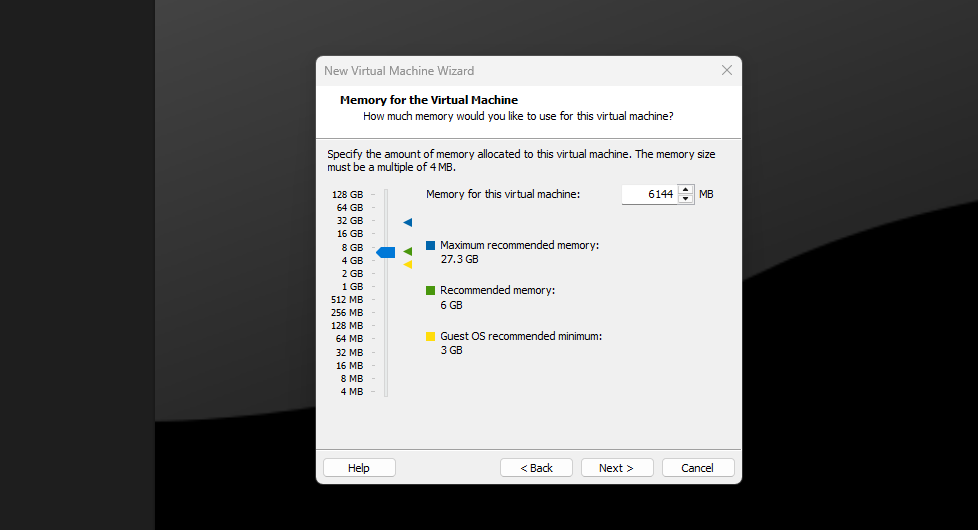 New Virtual Machine Wizard
Memory for the Virtual Machine
How much memory would you like to use for this virtual machine?
Specify the amount of memory allocated to this virtual machine. The memory size
must be a multiple of 4 MB.
Memory for this virtual machine: 6144 MB
128 GB
64 GB
32 GB
16 GB
8 GB
4 GB
2 GB
1 GB
512 MB
256 MB
128 MB
64 MB
32 MB
16 MB
8 MB
4 MB
Maximum recommended memory:
27.3 GB
Recommended memory:
6 GB
Guest OS recommended minimum:
3 GB
Help
< Back
Next >
Cancel